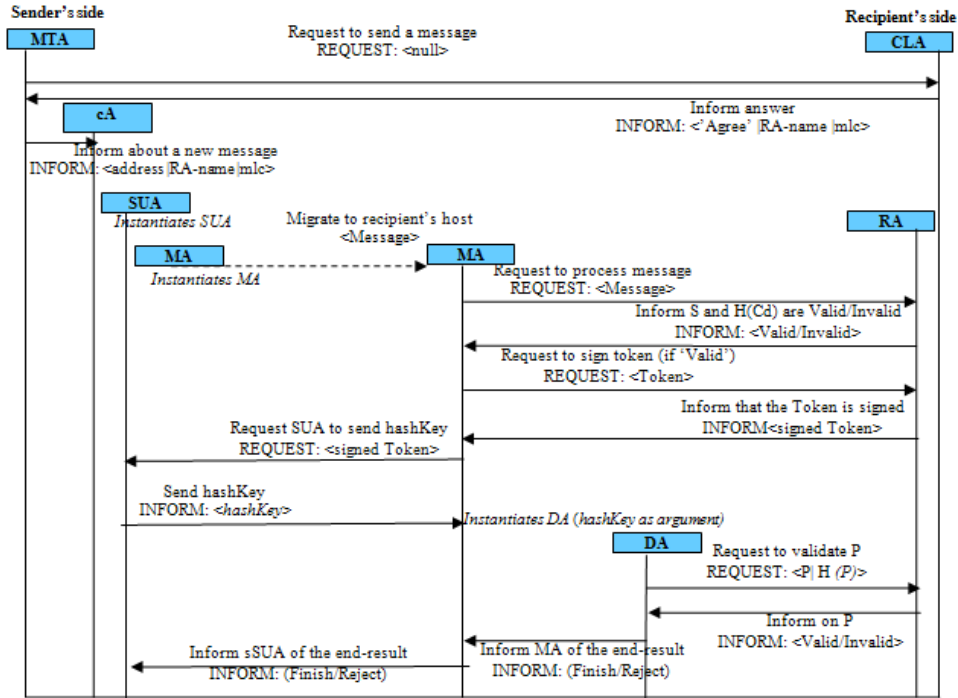 Sender's side
Recipient's side
MTA
CLA
Request to send a message
REQUEST: <null>
Inform answer
INFORM: <'Agree' |RA-name |mlc>
cA
Inform about a new message
INFORM: <address |RA-name |mlc>
SUA
Instantiates SUA
Migrate to recipient's host
<Message>
RA
MA
Instantiates MA
MA
Request to process message
REQUEST: <Message>
Inform S and H(Cd) are Valid/Invalid
INFORM: <Valid/Invalid>
Request to sign token (if 'Valid')
REQUEST: <Token>
Inform that the Token is signed
INFORM<signed Token>
Request SUA to send hashKey
REQUEST: <signed Token>
Send hashKey
INFORM: <hashKey>
Instantiates DA (hashKey as argument)
DA
Request to validate P
REQUEST: <P| H (P)>
Inform on P
INFORM: <Valid/Invalid>
Inform MA of the end-result
INFORM: (Finish/Reject)
Inform sSUA of the end-result
INFORM: (Finish/Reject)